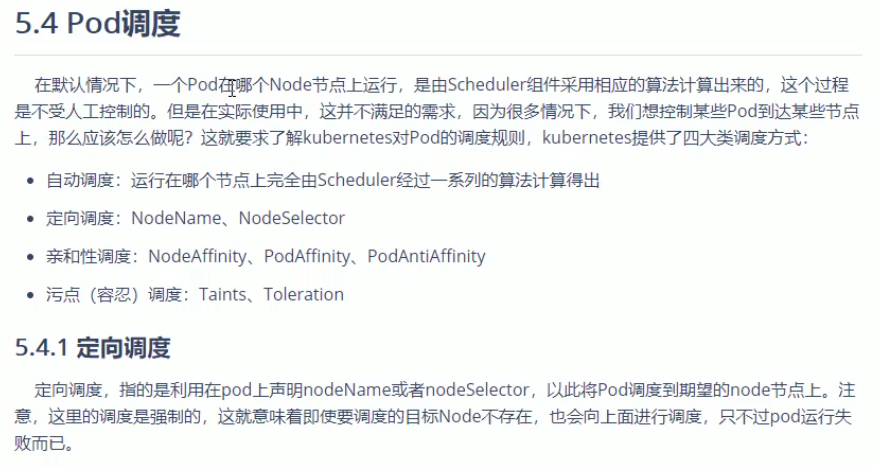 5.4 Pod调度
在默认情况下，一个Pod在哪个Node节点上运行，是由Scheduler组件采用相应的算法计算出来的，这个过程
是不受人工控制的。但是在实际使用中，这并不满足的需求，因为很多情况下，我们想控制某些Pod到达某些节点
上，那么应该怎么做呢？这就要求了解kubernetes对Pod的调度规则，kubernetes提供了四大类调度方式：
• 自动调度：运行在哪个节点上完全由Scheduler经过一系列的算法计算得出
• 定向调度：NodeName、NodeSelector
• 亲和性调度：NodeAffinity、PodAffinity、PodAntiAffinity
• 污点（容忍）调度：Taints、Toleration
5.4.1 定向调度
定向调度，指的是利用在pod上声明nodeName或者nodeSelector，以此将Pod调度到期望的node节点上。注
意，这里的调度是强制的，这就意味着即使要调度的目标Node不存在，也会向上面进行调度，只不过pod运行失
败而已。